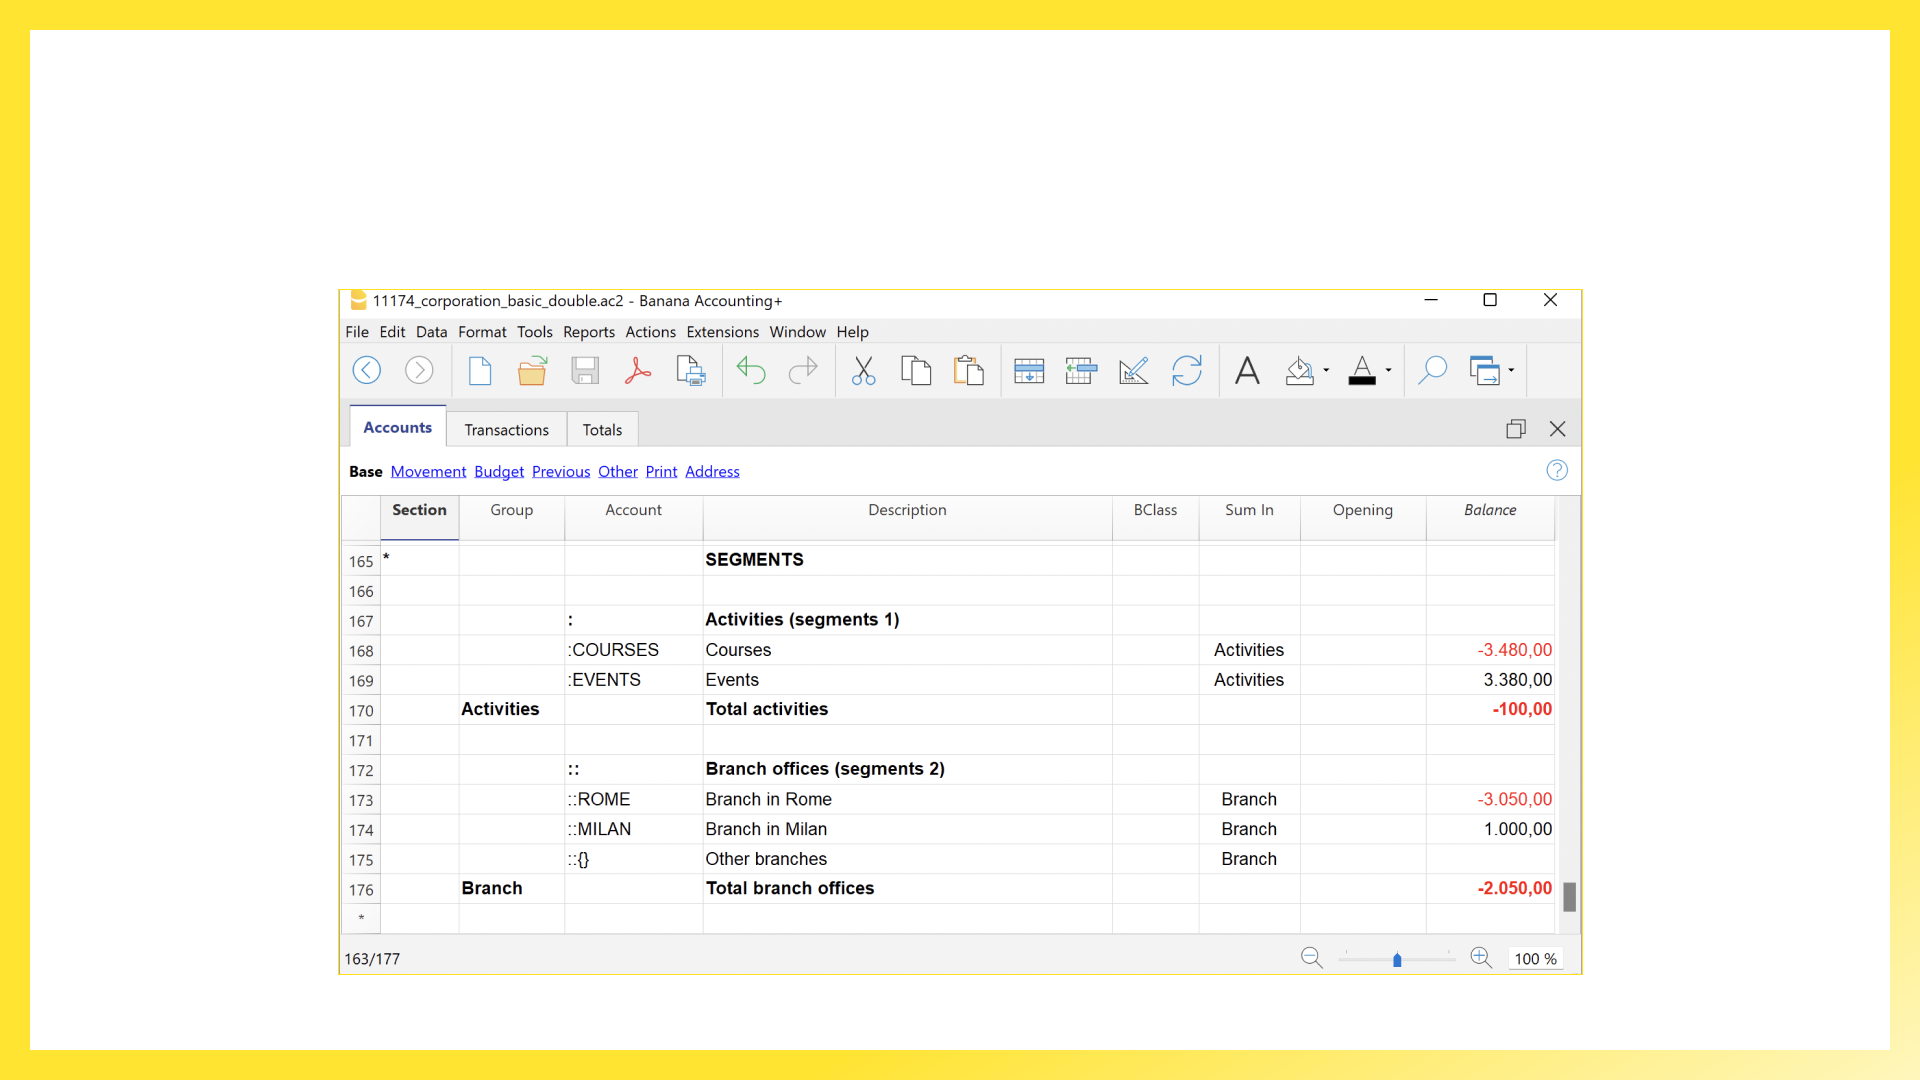 11174_corporation_basic_double.ac2 - Banana Accounting+
File Edit Data Format Tools Reports Actions Extensions Window Help
Accounts Transactions Totals
Base Movement Budget Previous Other Print Address
Section Group Account Description BClass Sum In Opening Balance
165 * SEGMENTS
166
167 : Activities (segments 1)
168 :COURSES Courses Activities -3.480,00
169 :EVENTS Events Activities 3.380,00
170 Activities Total activities -100,00
171
172 :: Branch offices (segments 2)
173 ::ROME Branch in Rome Branch -3.050,00
174 ::MILAN Branch in Milan Branch 1.000,00
175 ::{} Other branches Branch
176 Branch Total branch offices -2.050,00
*
163/177 100 %